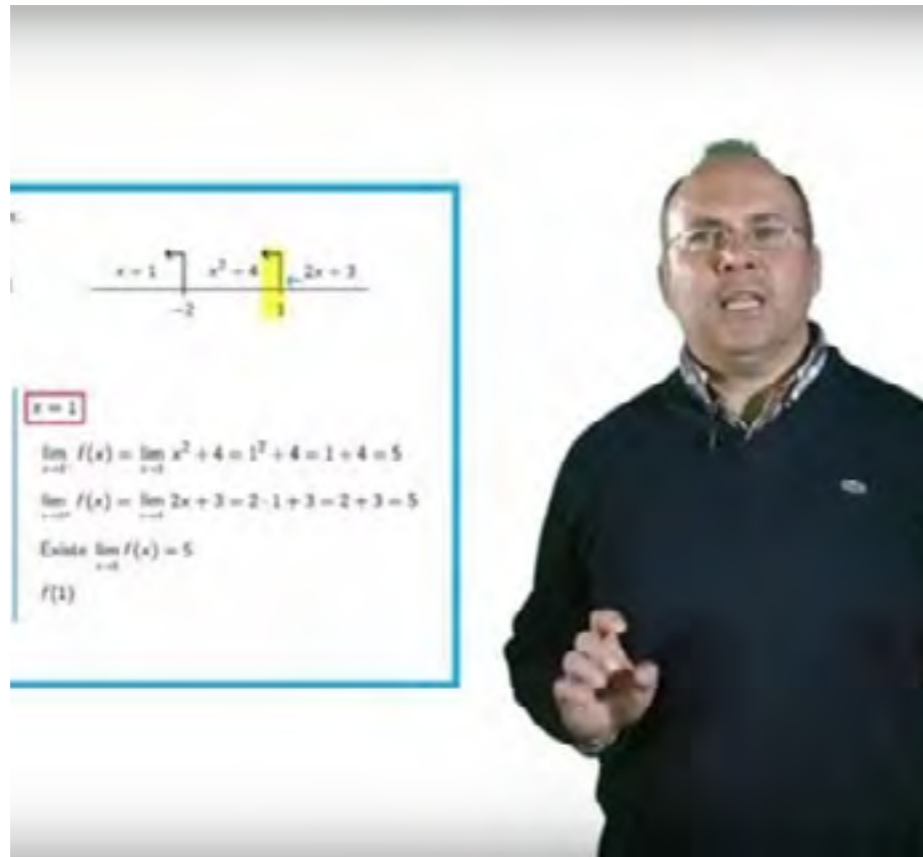 x − 1 x² + 4 2x + 3
−2 1
x = 1
lim f(x) = lim x² + 4 = 1² + 4 = 1 + 4 = 5
lim f(x) = lim 2x + 3 = 2 · 1 + 3 = 2 + 3 = 5
Existe lim f(x) = 5
f(1)